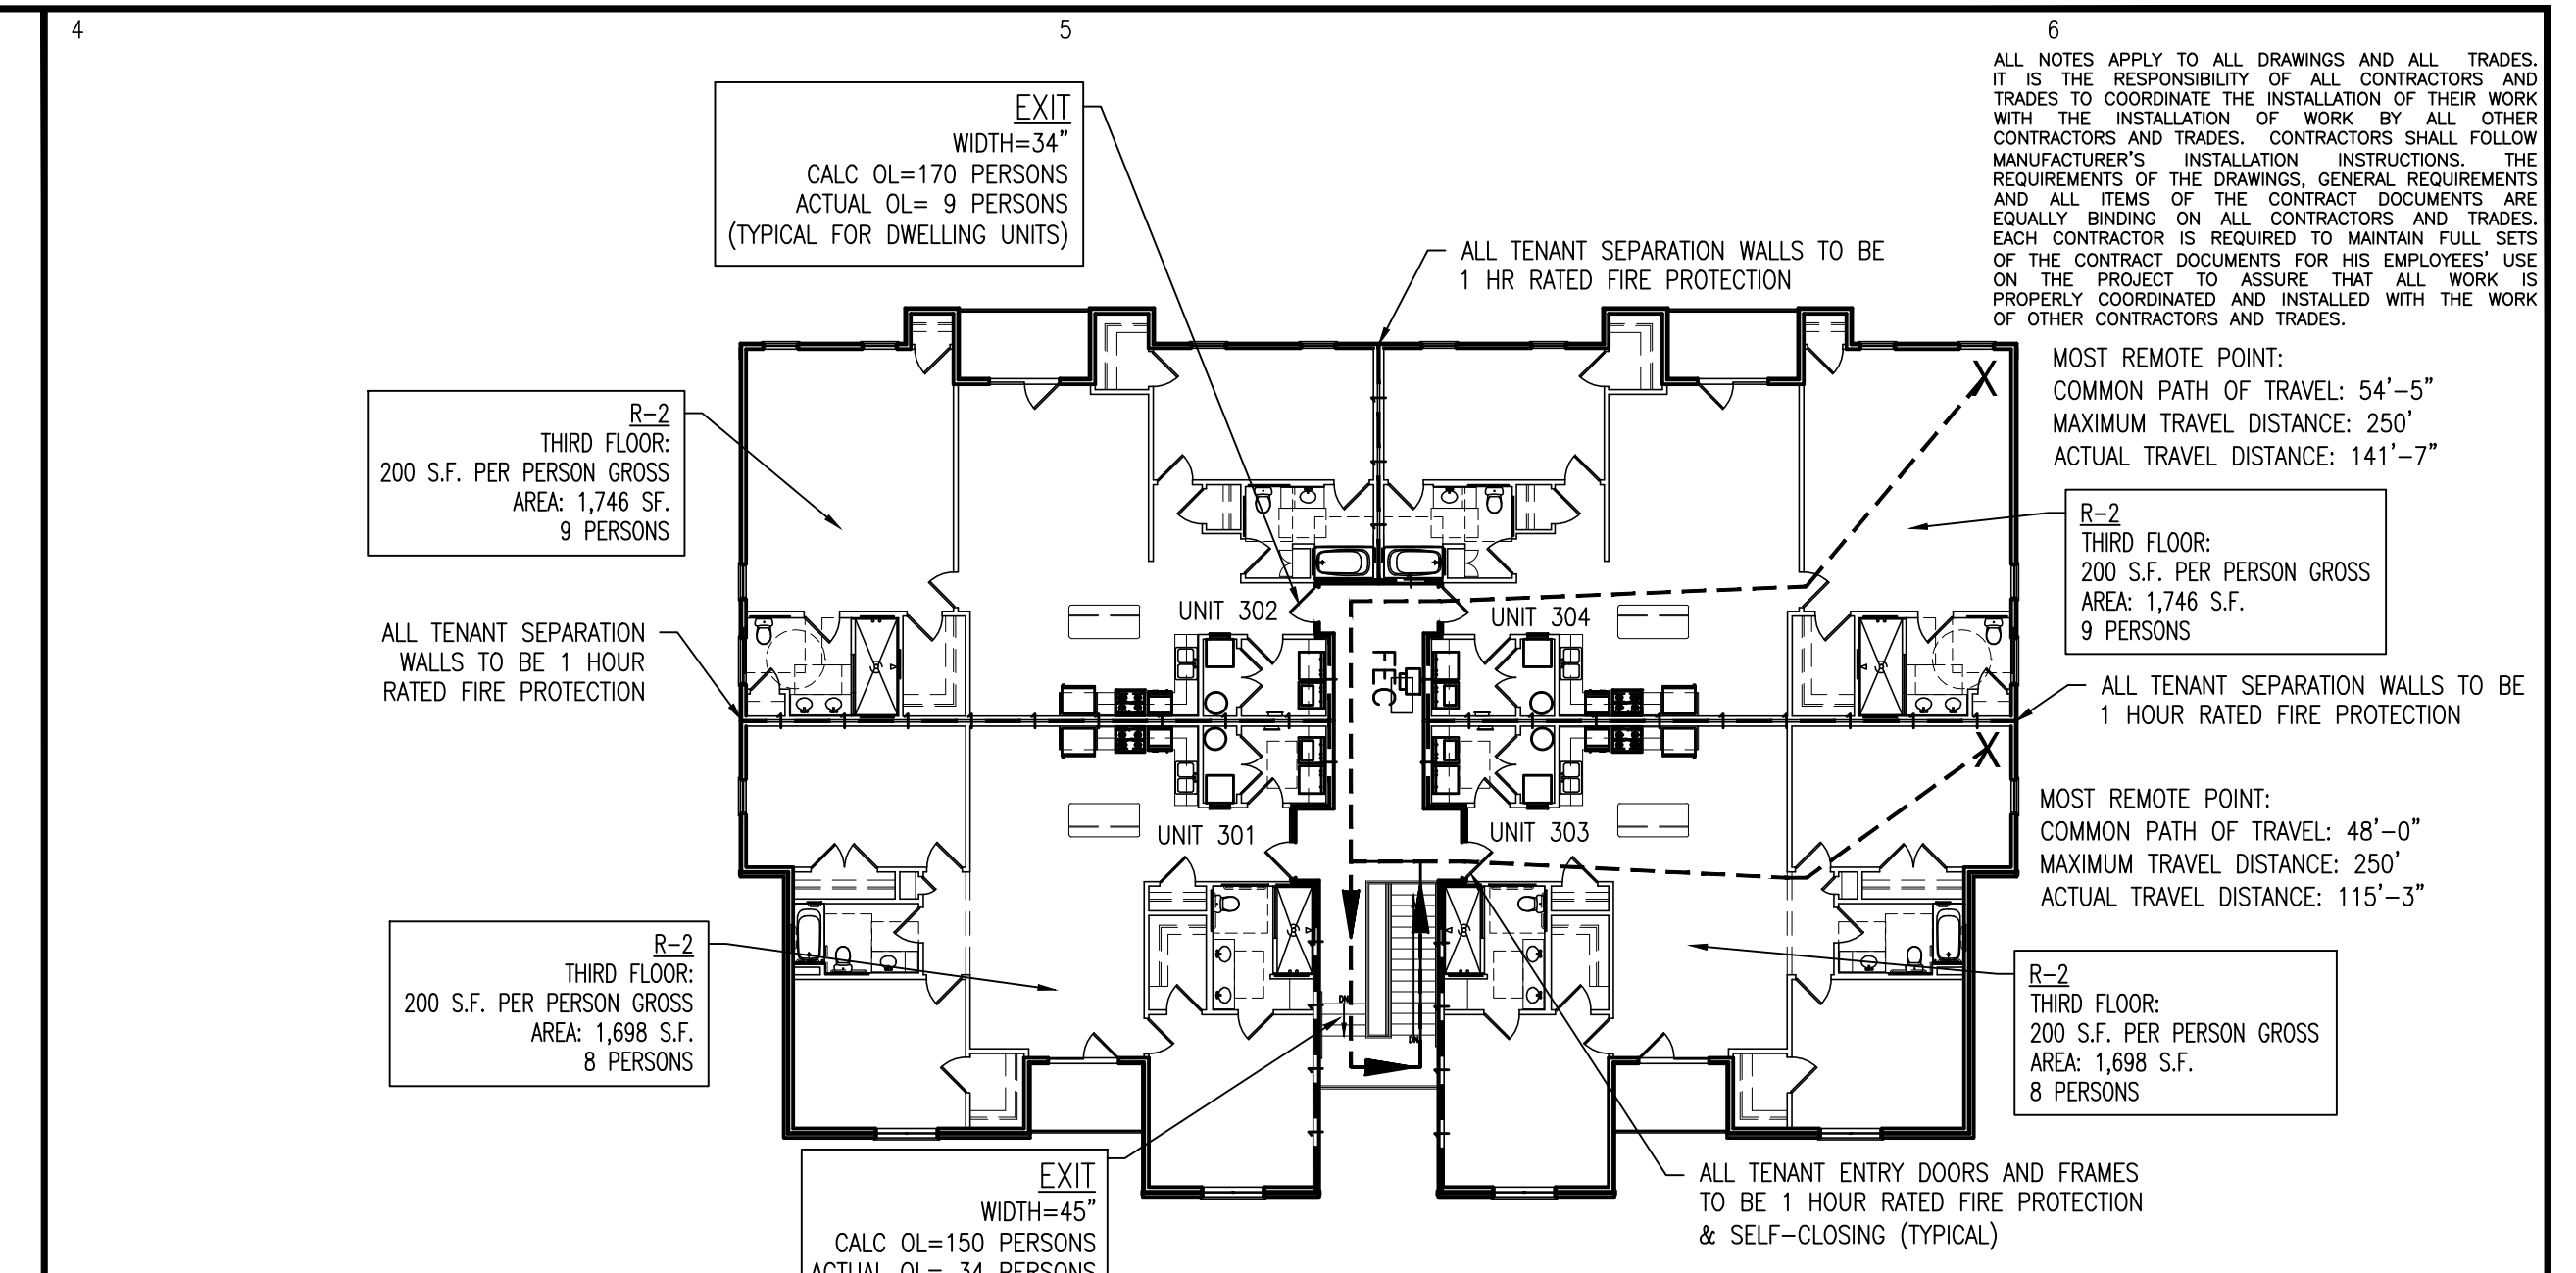 4
5
6
ALL NOTES APPLY TO ALL DRAWINGS AND ALL TRADES.
IT IS THE RESPONSIBILITY OF ALL CONTRACTORS AND
TRADES TO COORDINATE THE INSTALLATION OF THEIR WORK
WITH THE INSTALLATION OF WORK BY ALL OTHER
CONTRACTORS AND TRADES. CONTRACTORS SHALL FOLLOW
MANUFACTURER'S INSTALLATION INSTRUCTIONS. THE
REQUIREMENTS OF THE DRAWINGS, GENERAL REQUIREMENTS
AND ALL ITEMS OF THE CONTRACT DOCUMENTS ARE
EQUALLY BINDING ON ALL CONTRACTORS AND TRADES.
EACH CONTRACTOR IS REQUIRED TO MAINTAIN FULL SETS
OF THE CONTRACT DOCUMENTS FOR HIS EMPLOYEES' USE
ON THE PROJECT TO ASSURE THAT ALL WORK IS
PROPERLY COORDINATED AND INSTALLED WITH THE WORK
OF OTHER CONTRACTORS AND TRADES.
EXIT
WIDTH=34"
CALC OL=170 PERSONS
ACTUAL OL= 9 PERSONS
(TYPICAL FOR DWELLING UNITS)
ALL TENANT SEPARATION WALLS TO BE
1 HR RATED FIRE PROTECTION
MOST REMOTE POINT:
COMMON PATH OF TRAVEL: 54'-5"
MAXIMUM TRAVEL DISTANCE: 250'
ACTUAL TRAVEL DISTANCE: 141'-7"
X
R-2
THIRD FLOOR:
200 S.F. PER PERSON GROSS
AREA: 1,746 SF.
9 PERSONS
R-2
THIRD FLOOR:
200 S.F. PER PERSON GROSS
AREA: 1,746 S.F.
9 PERSONS
UNIT 302
UNIT 304
ALL TENANT SEPARATION
WALLS TO BE 1 HOUR
RATED FIRE PROTECTION
FEC
ALL TENANT SEPARATION WALLS TO BE
1 HOUR RATED FIRE PROTECTION
X
UNIT 301
UNIT 303
MOST REMOTE POINT:
COMMON PATH OF TRAVEL: 48'-0"
MAXIMUM TRAVEL DISTANCE: 250'
ACTUAL TRAVEL DISTANCE: 115'-3"
R-2
THIRD FLOOR:
200 S.F. PER PERSON GROSS
AREA: 1,698 S.F.
8 PERSONS
R-2
THIRD FLOOR:
200 S.F. PER PERSON GROSS
AREA: 1,698 S.F.
8 PERSONS
DN
DN
EXIT
WIDTH=45"
CALC OL=150 PERSONS
ACTUAL OL= 34 PERSONS
ALL TENANT ENTRY DOORS AND FRAMES
TO BE 1 HOUR RATED FIRE PROTECTION
& SELF-CLOSING (TYPICAL)